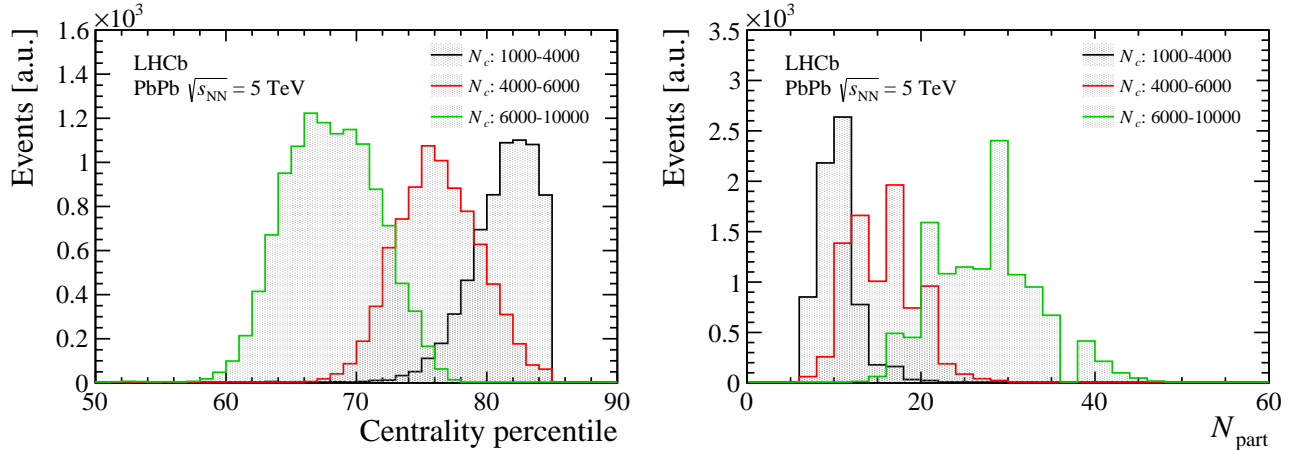 ×10³
Events [a.u.]
1.6
1.4
1.2
1
0.8
0.6
0.4
0.2
0
LHCb
PbPb √sNN = 5 TeV
Nc: 1000-4000
Nc: 4000-6000
Nc: 6000-10000
50 60 70 80 90
Centrality percentile
×10³
Events [a.u.]
3.5
3
2.5
2
1.5
1
0.5
0
LHCb
PbPb √sNN = 5 TeV
Nc: 1000-4000
Nc: 4000-6000
Nc: 6000-10000
0 20 40 60
Npart